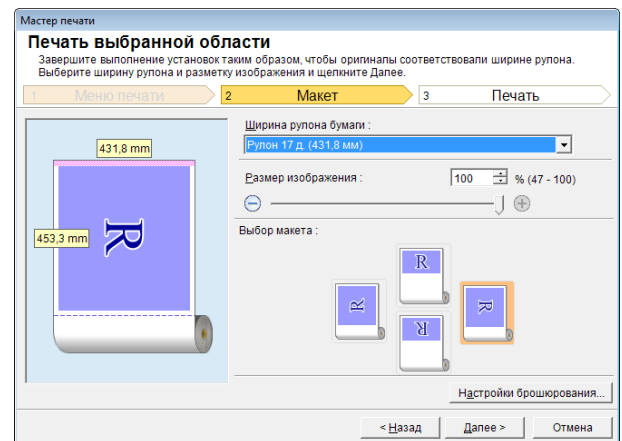 Мастер печати
Печать выбранной области
Завершите выполнение установок таким образом, чтобы оригиналы соответствовали ширине рулона.
Выберите ширину рулона и разметку изображения и щелкните Далее.
1 Меню печати 2 Макет 3 Печать
431,8 mm
453,3 mm
R
Ширина рулона бумаги :
Рулон 17 д. (431,8 мм)
Размер изображения : 100 % (47 - 100)
Выбор макета :
R
R R
R
Настройки брошюрования...
< Назад Далее > Отмена